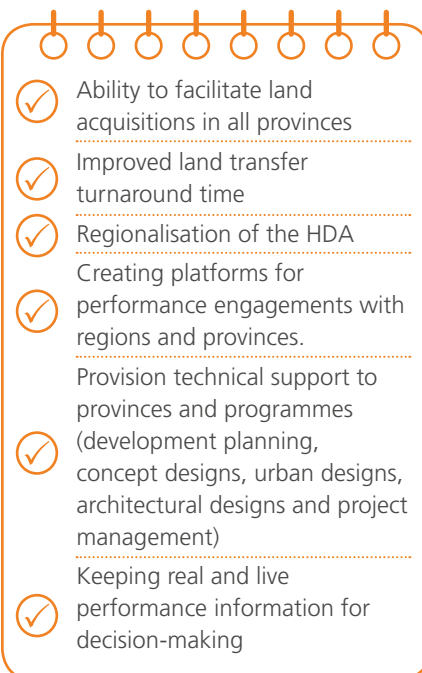 Ability to facilitate land
acquisitions in all provinces
Improved land transfer
turnaround time
Regionalisation of the HDA
Creating platforms for
performance engagements with
regions and provinces.
Provision technical support to
provinces and programmes
(development planning,
concept designs, urban designs,
architectural designs and project
management)
Keeping real and live
performance information for
decision-making